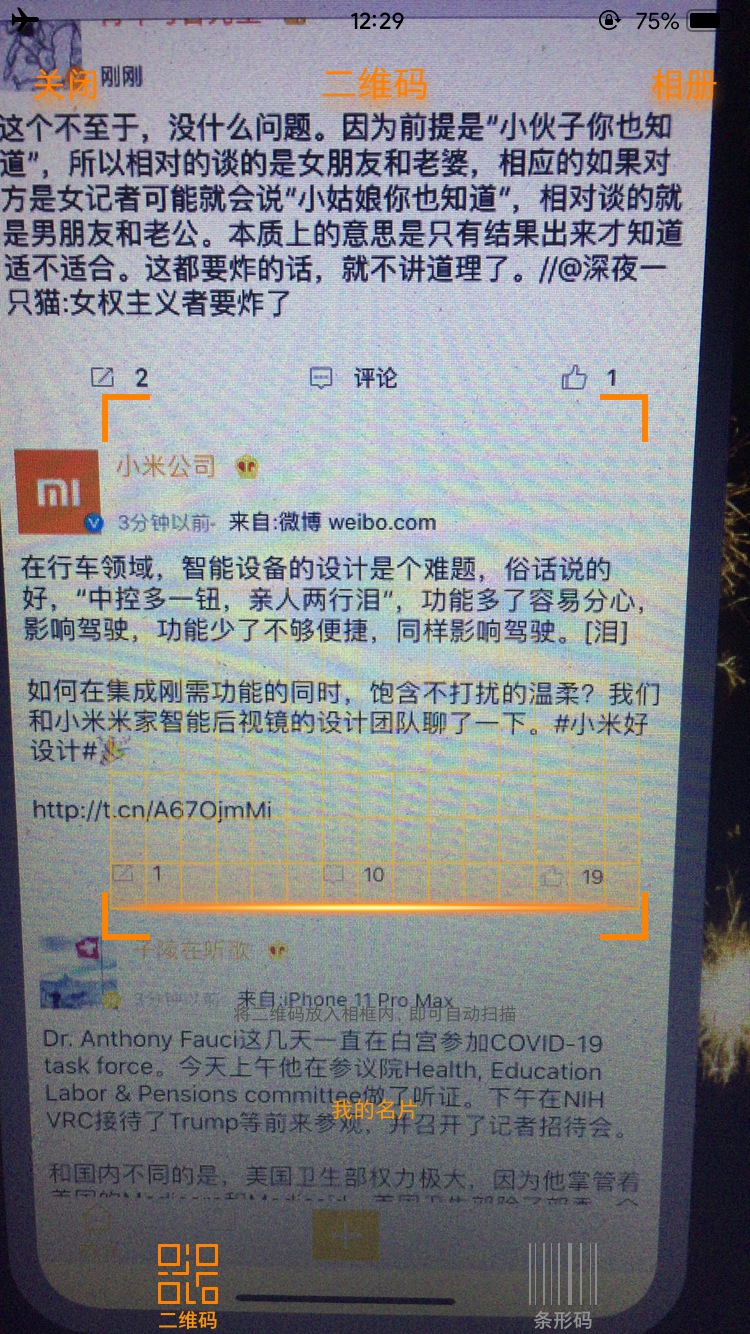 12:29
75%
关闭
二维码
相册
刚刚
这个不至于，没什么问题。因为前提是“小伙子你也知
道”，所以相对的谈的是女朋友和老婆，相应的如果对
方是女记者可能就会说“小姑娘你也知道”，相对谈的就
是男朋友和老公。本质上的意思是只有结果出来才知道
适不适合。这都要炸的话，就不讲道理了。//@深夜一
只猫:女权主义者要炸了
2
评论
1
小米公司
3分钟以前 来自:微博 weibo.com
在行车领域，智能设备的设计是个难题，俗话说的
好，“中控多一钮，亲人两行泪”，功能多了容易分心，
影响驾驶，功能少了不够便捷，同样影响驾驶。[泪]
如何在集成刚需功能的同时，饱含不打扰的温柔？我们
和小米米家智能后视镜的设计团队聊了一下。#小米好
设计#
http://t.cn/A67OjmMi
1
10
19
子陵在听歌
3分钟以前 来自:iPhone 11 Pro Max
将二维码放入相框内，即可自动扫描
Dr. Anthony Fauci这几天一直在白宫参加COVID-19
task force。今天上午他在参议院Health, Education
Labor & Pensions committee做了听证。下午在NIH
我的名片
VRC接待了Trump等前来参观，并召开了记者招待会。
和国内不同的是，美国卫生部权力极大，因为他掌管着
二维码
条形码